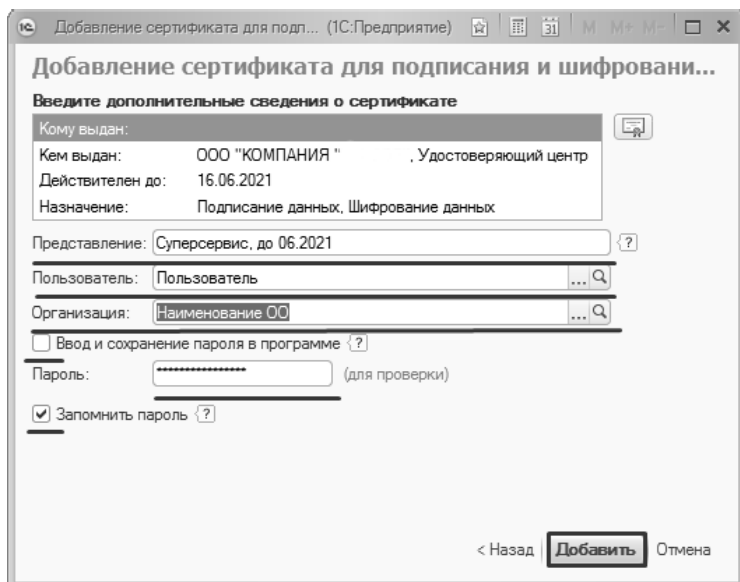 1С Добавление сертификата для подп... (1С:Предприятие) 31 M M+ M-
Добавление сертификата для подписания и шифровани...
Введите дополнительные сведения о сертификате
Кому выдан:
Кем выдан: ООО "КОМПАНИЯ " , Удостоверяющий центр
Действителен до: 16.06.2021
Назначение: Подписание данных, Шифрование данных
Представление: Суперсервис, до 06.2021 ?
Пользователь: Пользователь ...
Организация: Наименование ОО ...
Ввод и сохранение пароля в программе ?
Пароль: **************** (для проверки)
Запомнить пароль ?
< Назад Добавить Отмена